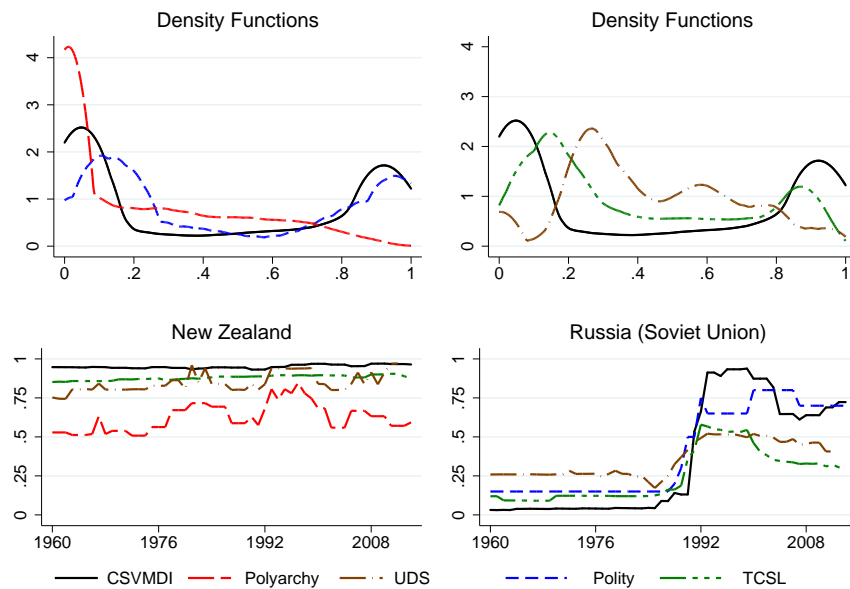 Density Functions
4
3
2
1
0
0 .2 .4 .6 .8 1
Density Functions
4
3
2
1
0
0 .2 .4 .6 .8 1
New Zealand
1
.75
.5
.25
0
1960 1976 1992 2008
Russia (Soviet Union)
1
.75
.5
.25
0
1960 1976 1992 2008
CSVMDI Polyarchy UDS Polity TCSL